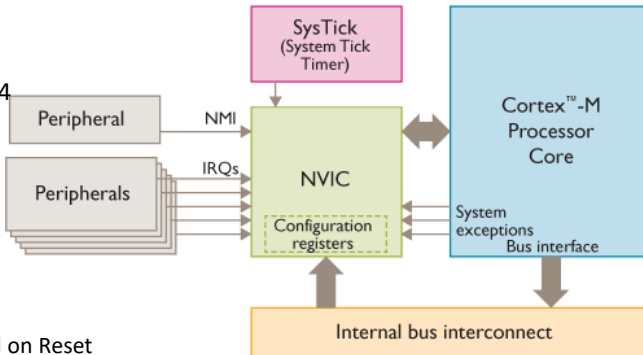 SysTick
(System Tick
Timer)
4
Peripheral
NMI
Cortex™-M
Processor
Core
IRQs
Peripherals
NVIC
Configuration
registers
System
exceptions
Bus interface
Internal bus interconnect
on Reset